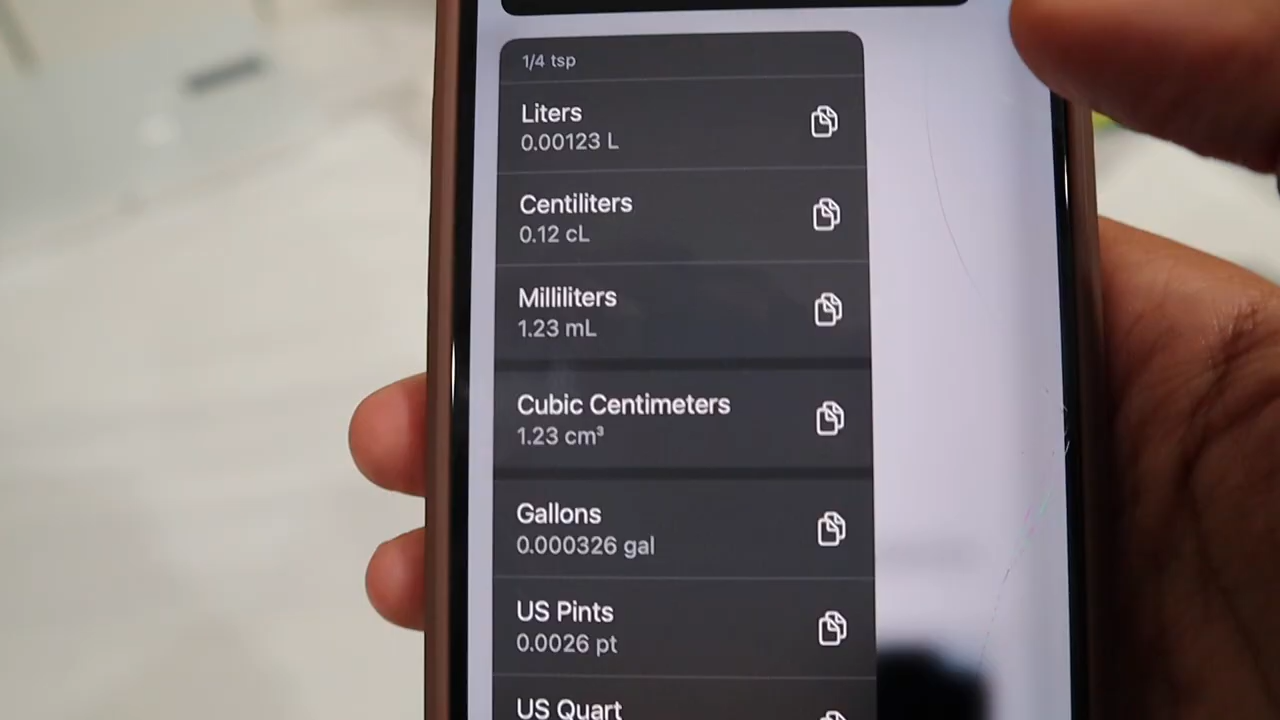 1/4 tsp
Liters
0.00123 L
Centiliters
0.12 cL
Milliliters
1.23 mL
Cubic Centimeters
1.23 cm³
Gallons
0.000326 gal
US Pints
0.0026 pt
US Quart